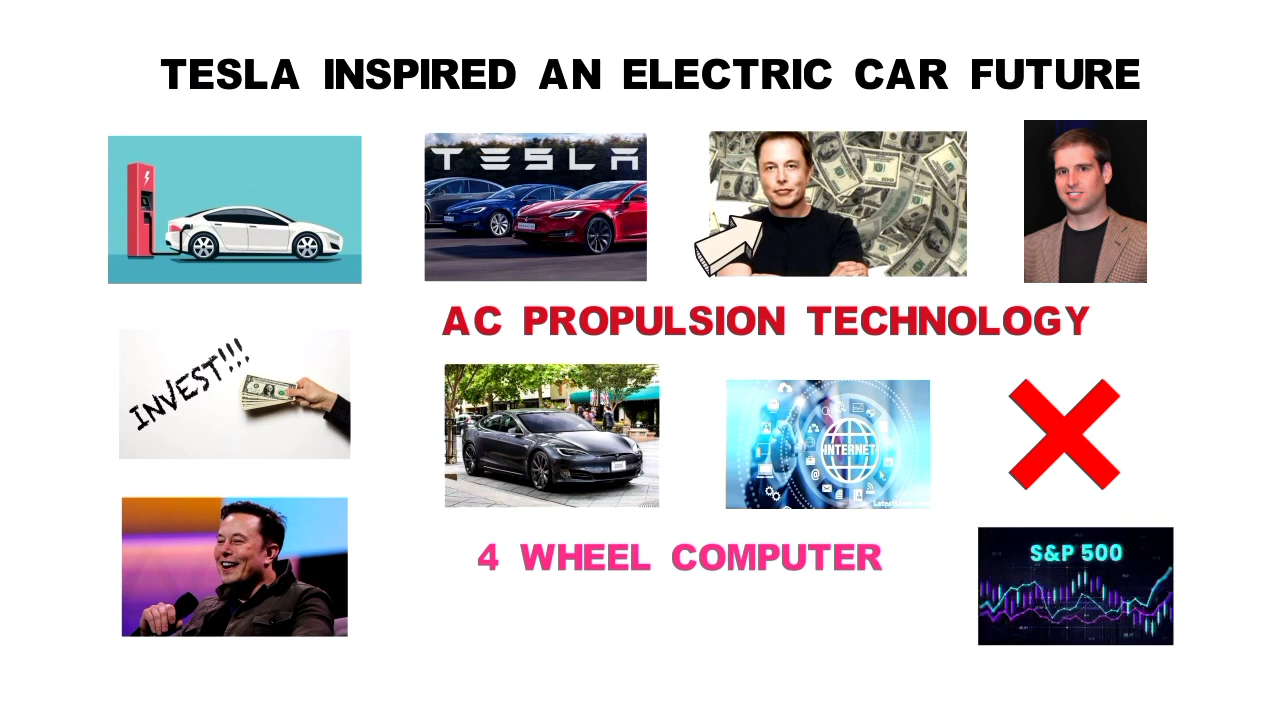 TESLA INSPIRED AN ELECTRIC CAR FUTURE
TESLA
AC PROPULSION TECHNOLOGY
INVEST!!!
INTERNET
4 WHEEL COMPUTER
S&P 500